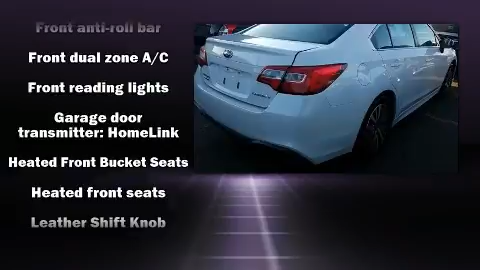 Front anti-roll bar
Front dual zone A/C
Front reading lights
Garage door
transmitter: HomeLink
Heated Front Bucket Seats
Heated front seats
Leather Shift Knob